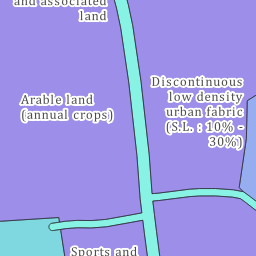 and associated
land
Arable land
(annual crops)
Discontinuous
low density
urban fabric
(S.L. : 10% -
30%)
Sports and